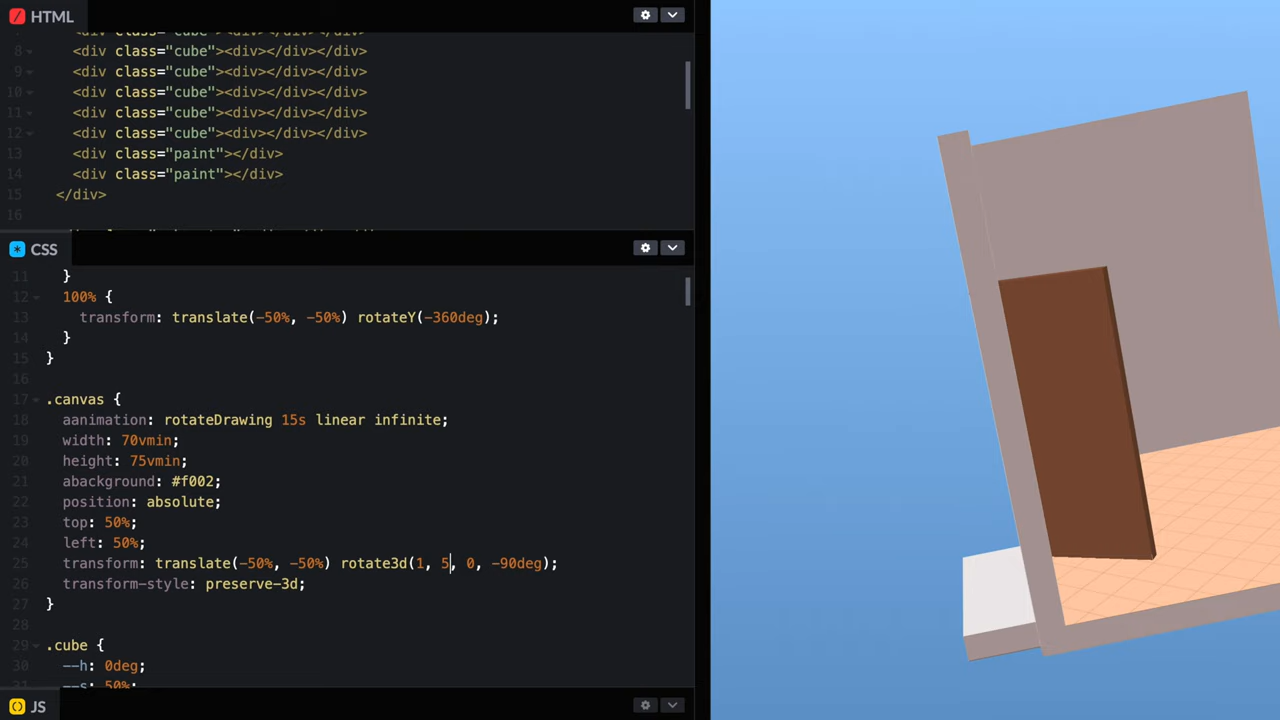 HTML
8 <div class="cube"><div></div></div>
9 <div class="cube"><div></div></div>
10 <div class="cube"><div></div></div>
11 <div class="cube"><div></div></div>
12 <div class="cube"><div></div></div>
13 <div class="paint"></div>
14 <div class="paint"></div>
15 </div>
16
CSS
11 }
12 100% {
13 transform: translate(-50%, -50%) rotateY(-360deg);
14 }
15 }
16
17 .canvas {
18 aanimation: rotateDrawing 15s linear infinite;
19 width: 70vmin;
20 height: 75vmin;
21 abackground: #f002;
22 position: absolute;
23 top: 50%;
24 left: 50%;
25 transform: translate(-50%, -50%) rotate3d(1, 5, 0, -90deg);
26 transform-style: preserve-3d;
27 }
28
29 .cube {
30 --h: 0deg;
31 --s: 50%;
JS